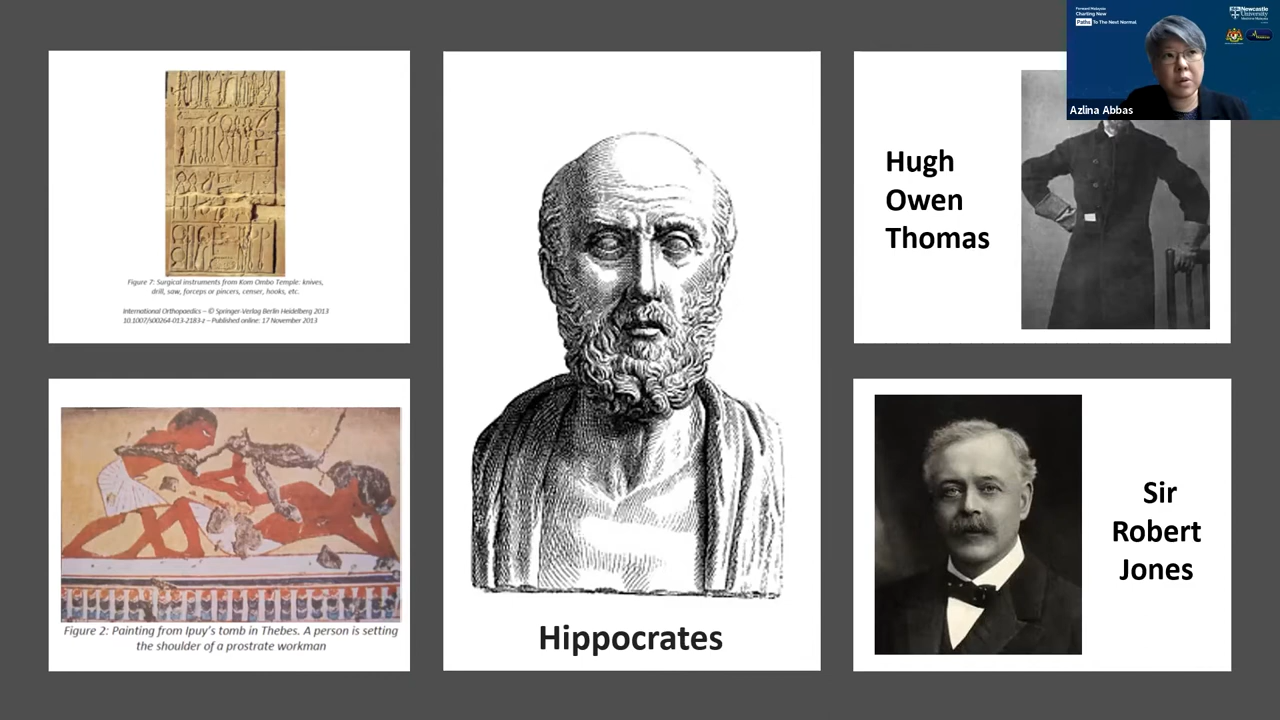 Figure 7: Surgical instruments from Kom Ombo Temple: knives,
drill, saw, forceps or pincers, censer, hooks, etc.
International Orthopaedics – © Springer-Verlag Berlin Heidelberg 2013
10.1007/s00264-013-2183-z – Published online: 17 November 2013
Figure 2: Painting from Ipuy's tomb in Thebes. A person is setting
the shoulder of a prostrate workman
Hippocrates
Hugh
Owen
Thomas
Sir
Robert
Jones
Forward Malaysia
Charting New
Paths To The Next Normal
Newcastle
University
Azlina Abbas